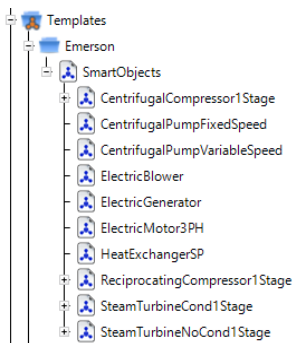 Templates
Emerson
SmartObjects
CentrifugalCompressor1Stage
CentrifugalPumpFixedSpeed
CentrifugalPumpVariableSpeed
ElectricBlower
ElectricGenerator
ElectricMotor3PH
HeatExchangerSP
ReciprocatingCompressor1Stage
SteamTurbineCond1Stage
SteamTurbineNoCond1Stage